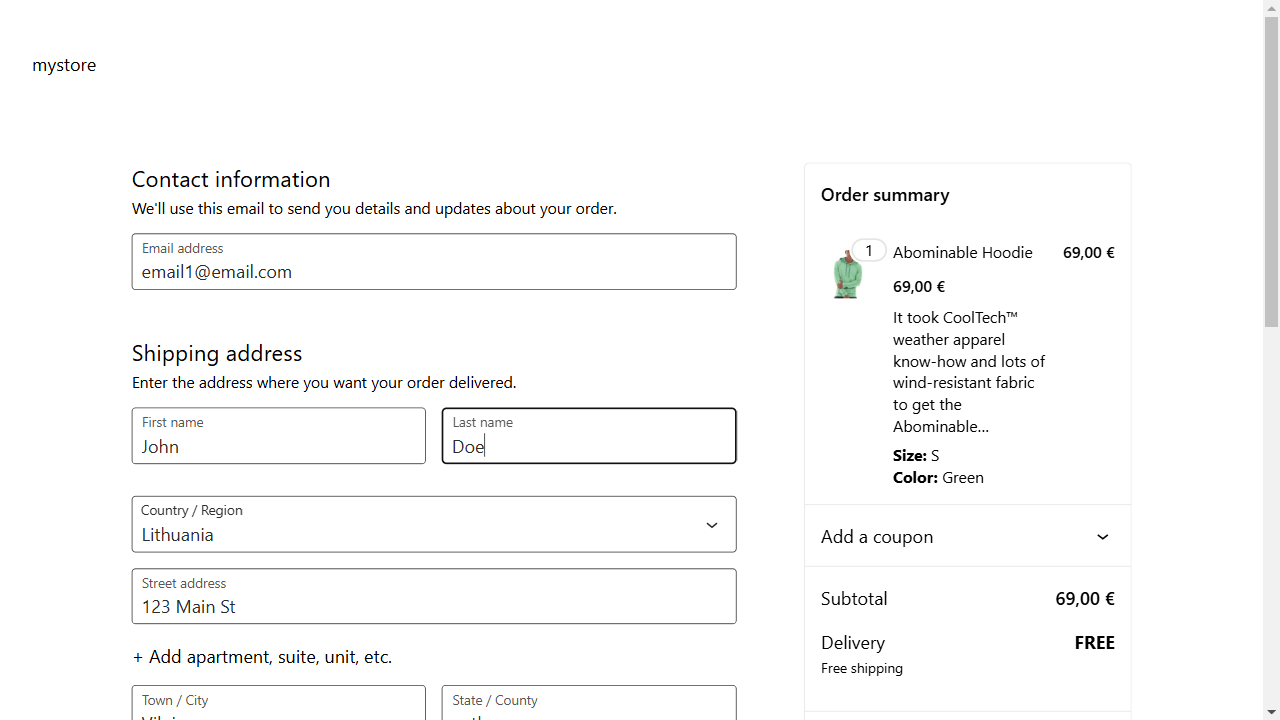 mystore
Contact information
We'll use this email to send you details and updates about your order.
Email address
email1@email.com
Shipping address
Enter the address where you want your order delivered.
First name
John
Last name
Doe
Country / Region
Lithuania
Street address
123 Main St
+ Add apartment, suite, unit, etc.
Town / City
State / County
Order summary
1
Abominable Hoodie
69,00 €
69,00 €
It took CoolTech™
weather apparel
know-how and lots of
wind-resistant fabric
to get the
Abominable…
Size: S
Color: Green
Add a coupon
Subtotal
69,00 €
Delivery
FREE
Free shipping